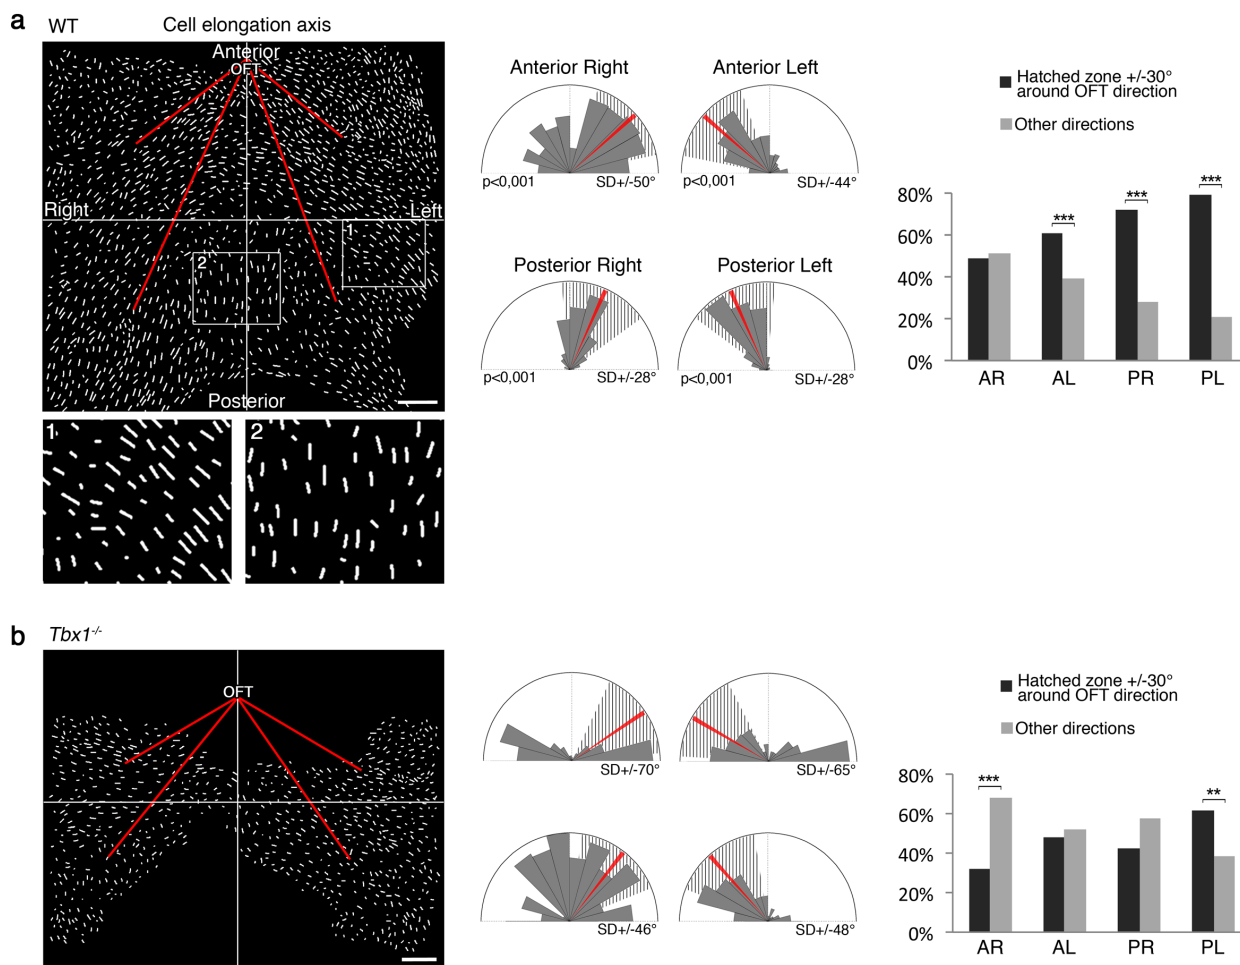 a
WT
Cell elongation axis
Anterior
OFT
Right
Left
1
2
Posterior
1
2
Anterior Right
p<0,001
SD+/-50°
Anterior Left
p<0,001
SD+/-44°
Posterior Right
p<0,001
SD+/-28°
Posterior Left
p<0,001
SD+/-28°
Hatched zone +/-30°
around OFT direction
Other directions
80%
60%
40%
20%
0%
***
***
***
AR
AL
PR
PL
b
Tbx1-/-
OFT
SD+/-70°
SD+/-65°
SD+/-46°
SD+/-48°
Hatched zone +/-30°
around OFT direction
Other directions
80%
60%
40%
20%
0%
***
**
AR
AL
PR
PL